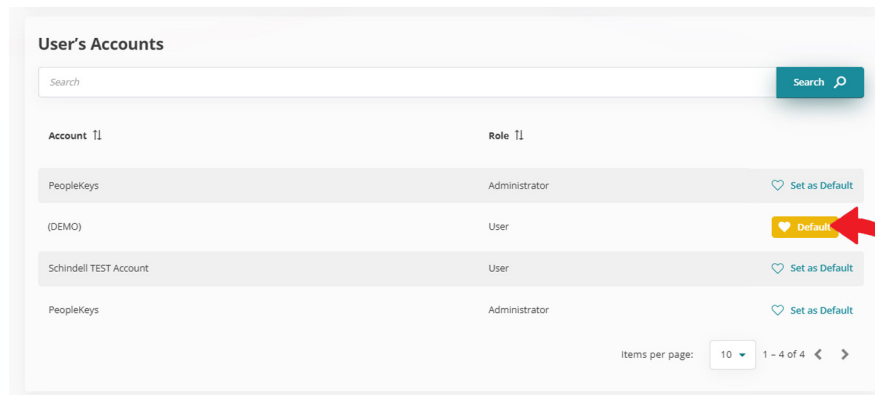 User's Accounts
Search
Search
Account
Role
PeopleKeys Administrator Set as Default
(DEMO) User Default
Schindell TEST Account User Set as Default
PeopleKeys Administrator Set as Default
Items per page: 10 1 – 4 of 4